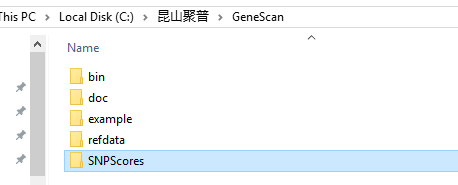 This PC > Local Disk (C:) > 昆山聚普 > GeneScan
Name
bin
doc
example
refdata
SNPScores